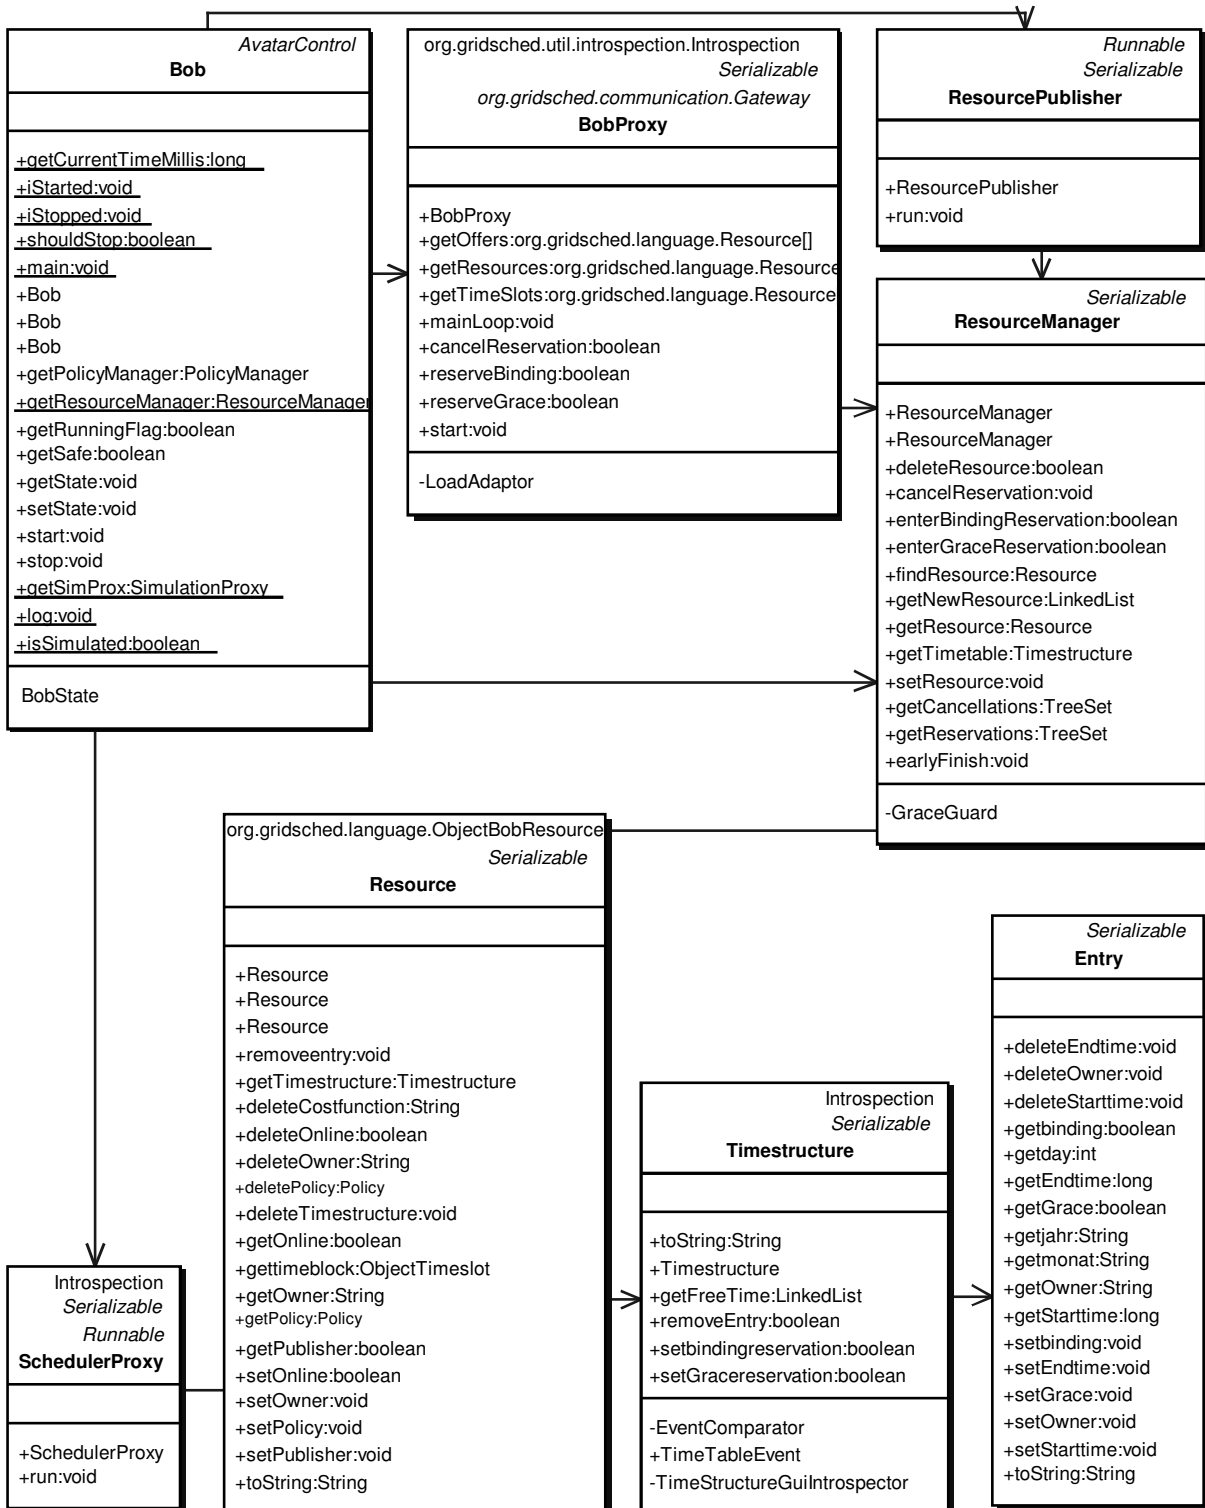 AvatarControl
Bob
+getCurrentTimeMillis:long
+iStarted:void
+iStopped:void
+shouldStop:boolean
+main:void
+Bob
+Bob
+Bob
+getPolicyManager:PolicyManager
+getResourceManager:ResourceManager
+getRunningFlag:boolean
+getSafe:boolean
+getState:void
+setState:void
+start:void
+stop:void
+getSimProx:SimulationProxy
+log:void
+isSimulated:boolean
BobState
org.gridsched.util.introspection.Introspection
Serializable
org.gridsched.communication.Gateway
BobProxy
+BobProxy
+getOffers:org.gridsched.language.Resource[]
+getResources:org.gridsched.language.Resource
+getTimeSlots:org.gridsched.language.Resource
+mainLoop:void
+cancelReservation:boolean
+reserveBinding:boolean
+reserveGrace:boolean
+start:void
-LoadAdaptor
Runnable
Serializable
ResourcePublisher
+ResourcePublisher
+run:void
Serializable
ResourceManager
+ResourceManager
+ResourceManager
+deleteResource:boolean
+cancelReservation:void
+enterBindingReservation:boolean
+enterGraceReservation:boolean
+findResource:Resource
+getNewResource:LinkedList
+getResource:Resource
+getTimetable:Timestructure
+setResource:void
+getCancellations:TreeSet
+getReservations:TreeSet
+earlyFinish:void
-GraceGuard
org.gridsched.language.ObjectBobResource
Serializable
Resource
+Resource
+Resource
+Resource
+removeentry:void
+getTimestructure:Timestructure
+deleteCostfunction:String
+deleteOnline:boolean
+deleteOwner:String
+deletePolicy:Policy
+deleteTimestructure:void
+getOnline:boolean
+gettimeblock:ObjectTimeslot
+getOwner:String
+getPolicy:Policy
+getPublisher:boolean
+setOnline:boolean
+setOwner:void
+setPolicy:void
+setPublisher:void
+toString:String
Introspection
Serializable
Runnable
SchedulerProxy
+SchedulerProxy
+run:void
Introspection
Serializable
Timestructure
+toString:String
+Timestructure
+getFreeTime:LinkedList
+removeEntry:boolean
+setbindingreservation:boolean
+setGracereservation:boolean
-EventComparator
+TimeTableEvent
-TimeStructureGuiIntrospector
Serializable
Entry
+deleteEndtime:void
+deleteOwner:void
+deleteStarttime:void
+getbinding:boolean
+getday:int
+getEndtime:long
+getGrace:boolean
+getjahr:String
+getmonat:String
+getOwner:String
+getStarttime:long
+setbinding:void
+setEndtime:void
+setGrace:void
+setOwner:void
+setStarttime:void
+toString:String